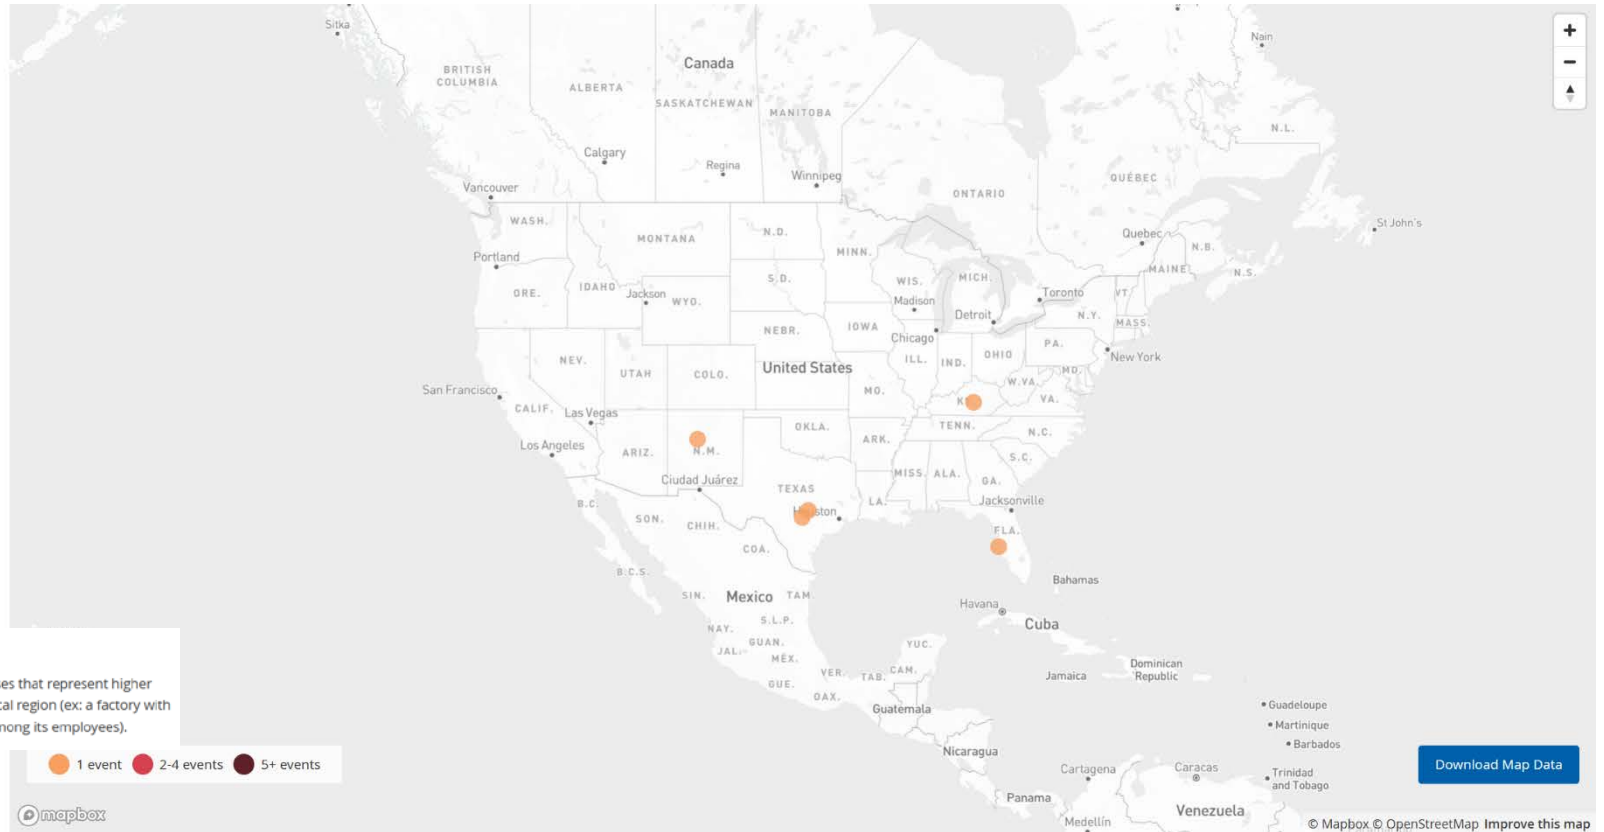 Sitka
Nain
Canada
BRITISH
COLUMBIA
ALBERTA
SASKATCHEWAN
MANITOBA
N.L.
Calgary
Regina
Winnipeg
ONTARIO
QUÉBEC
Vancouver
WASH.
MONTANA
N.D.
MINN.
Quebec
N.B.
St John's
Portland
MAINE
N.S.
ORE.
IDAHO
Jackson
WYO.
S.D.
WIS.
MICH.
Madison
Toronto
VT.
Detroit
N.Y.
MASS.
NEBR.
IOWA
Chicago
PA.
New York
NEV.
UTAH
COLO.
United States
ILL.
IND.
OHIO
MD.
W.VA.
VA.
MO.
San Francisco
CALIF.
Las Vegas
OKLA.
ARK.
TENN.
N.C.
Los Angeles
ARIZ.
N.M.
MISS.
ALA.
S.C.
GA.
Ciudad Juárez
TEXAS
LA.
Jacksonville
B.C.
SON.
CHIH.
Houston
FLA.
COA.
B.C.S.
SIN.
Mexico
TAM.
Bahamas
Havana
Cuba
NAY.
S.L.P.
JAL.
GUAN.
MÉX.
YUC.
GUE.
VER.
TAB.
CAM.
OAX.
Jamaica
Dominican
Republic
Guatemala
Guadeloupe
Martinique
Barbados
Nicaragua
Cartagena
Caracas
Trinidad
and Tobago
Panama
Medellín
Venezuela
es that represent higher
cal region (ex: a factory with
mong its employees).
1 event 2-4 events 5+ events
Download Map Data
mapbox
© Mapbox © OpenStreetMap Improve this map